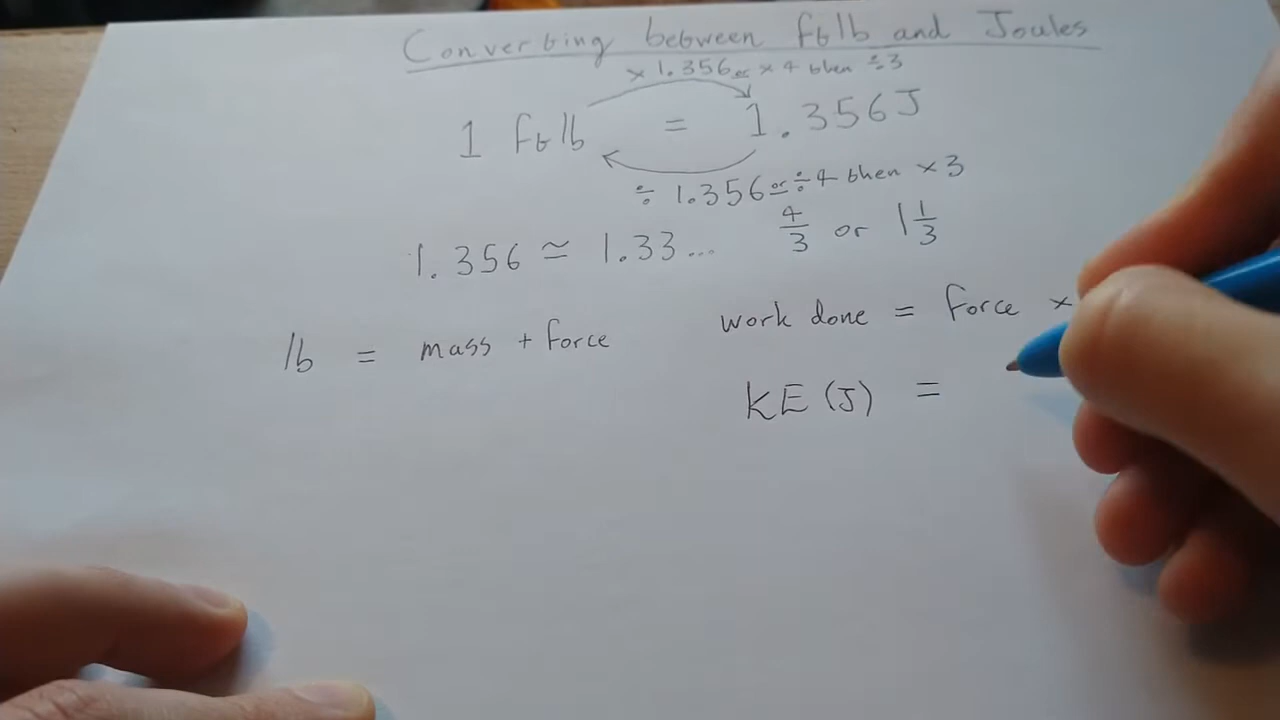 Converting between ftlb and Joules
× 1.356 or × 4 then ÷3
1 ftlb = 1.356J
÷ 1.356 or ÷4 then ×3
1.356 ≃ 1.33... 4/3 or 1 1/3
lb = mass + force
work done = force ×
KE (J) =